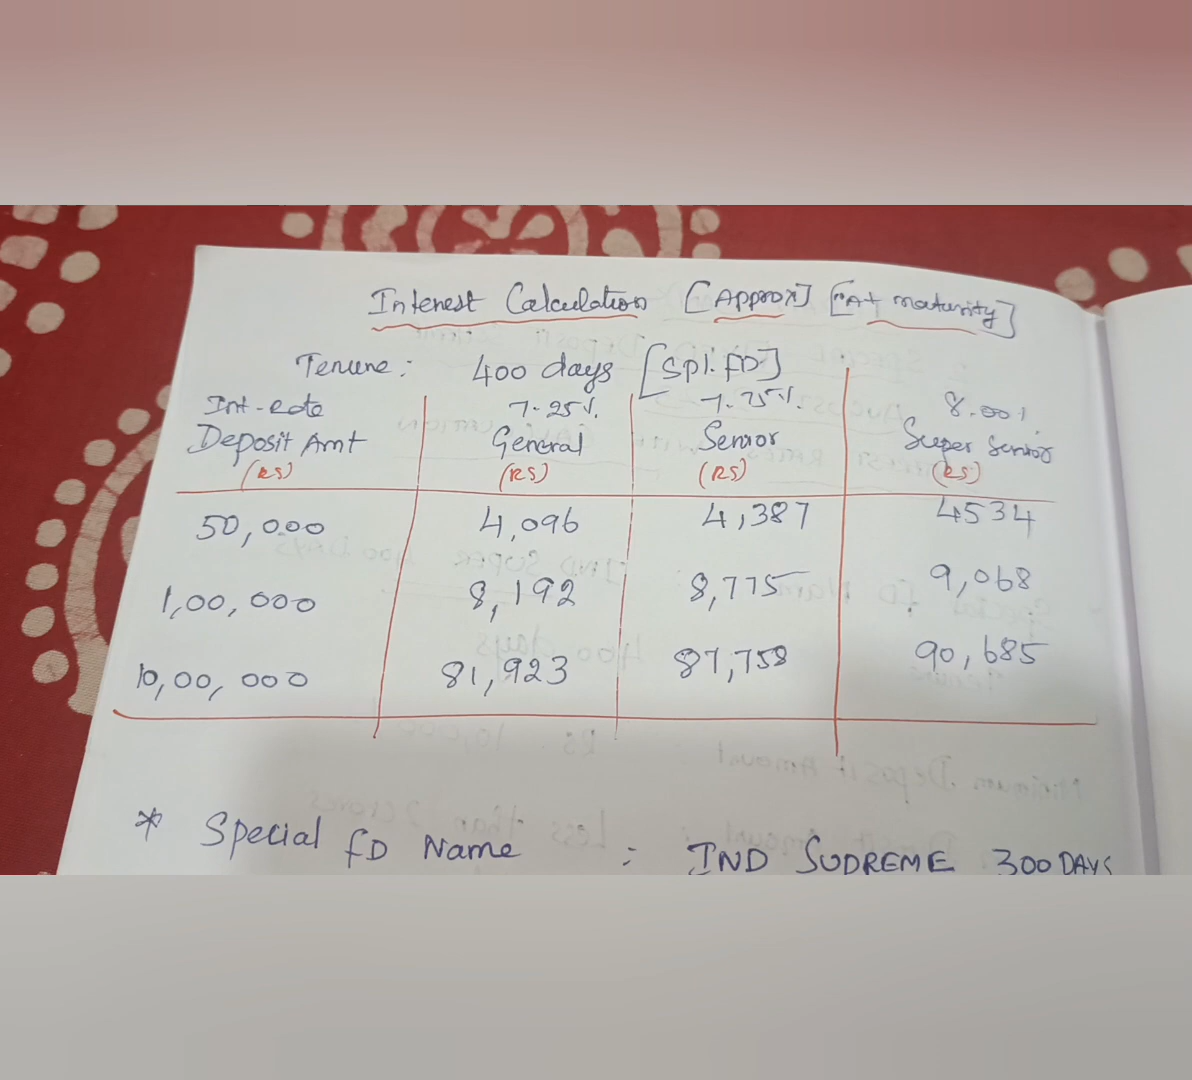 Interest Calculation [Approx] [At maturity]
Tenure : 400 days [Spl. FD]
Int-Rate 7.25% 7.75% 8.00%
Deposit Amt General Senior Super Senior
(RS) (RS) (RS) (RS)
50,000 4,096 4,387 4534
1,00,000 8,192 8,775 9,068
10,00,000 81,923 87,758 90,685
* Special FD Name : IND SUPREME 300 DAYS